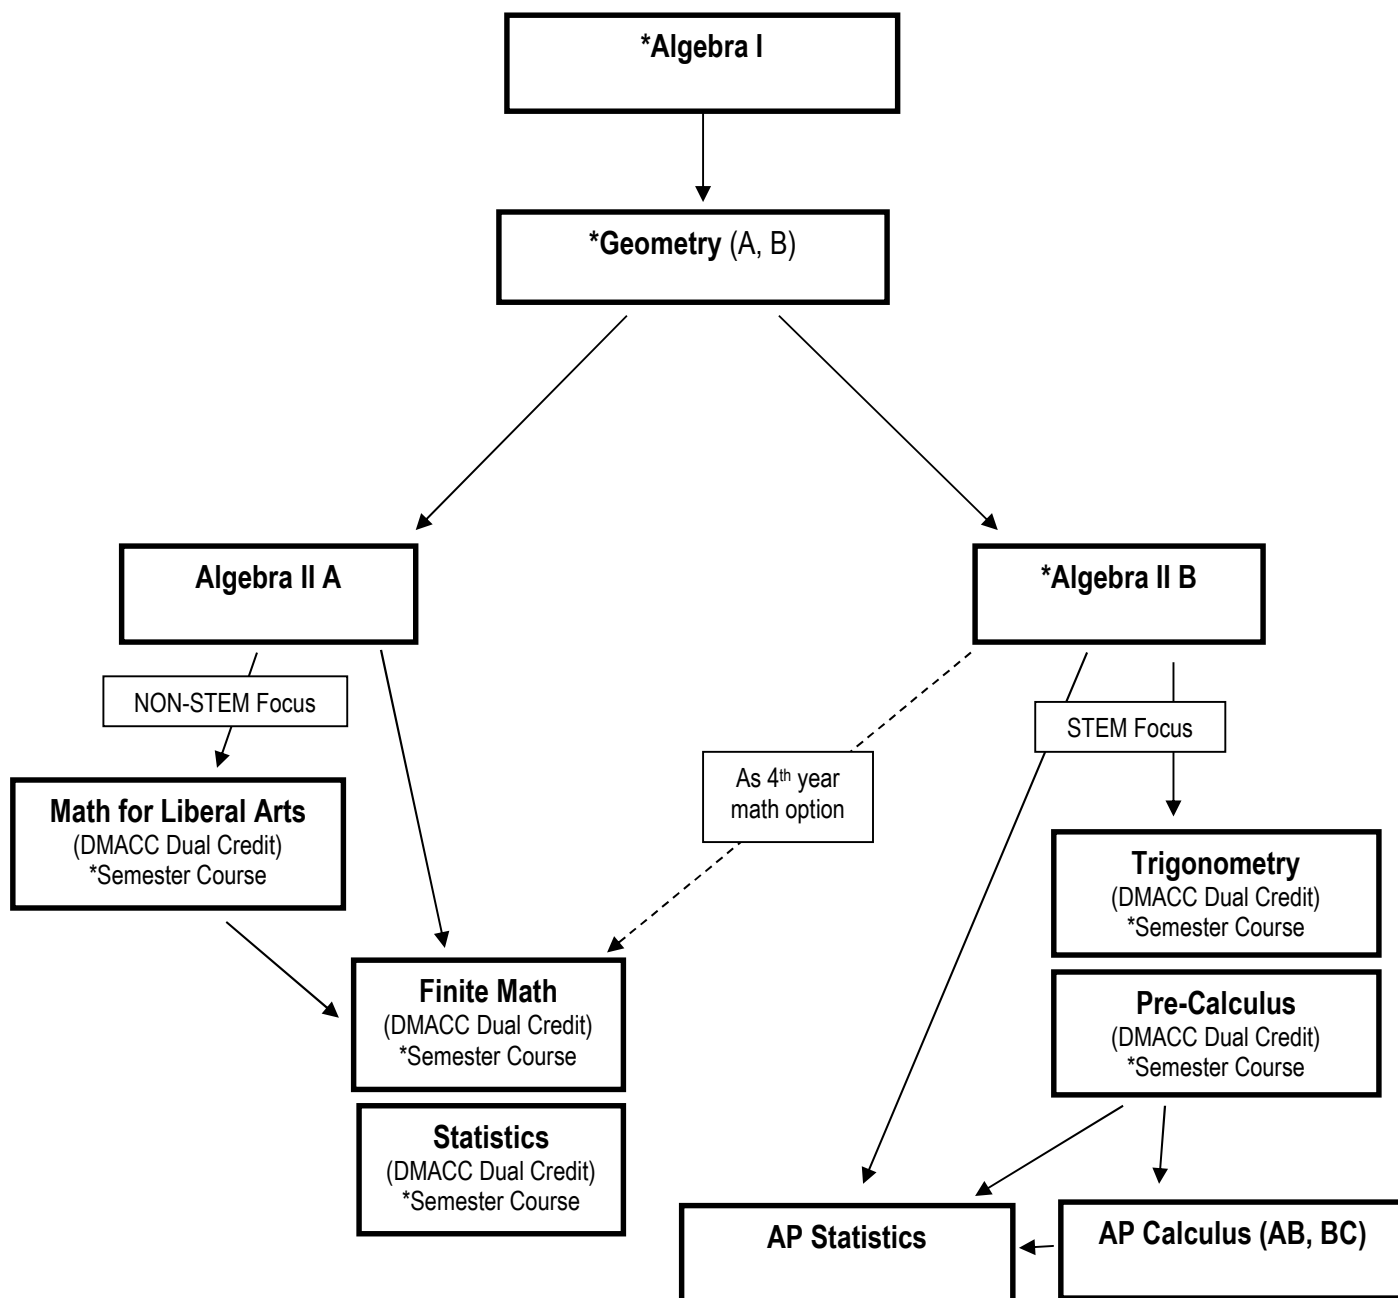 *Algebra I
*Geometry (A, B)
Algebra II A
*Algebra II B
NON-STEM Focus
STEM Focus
As 4th year
math option
Math for Liberal Arts
(DMACC Dual Credit)
*Semester Course
Trigonometry
(DMACC Dual Credit)
*Semester Course
Finite Math
(DMACC Dual Credit)
*Semester Course
Pre-Calculus
(DMACC Dual Credit)
*Semester Course
Statistics
(DMACC Dual Credit)
*Semester Course
AP Statistics
AP Calculus (AB, BC)